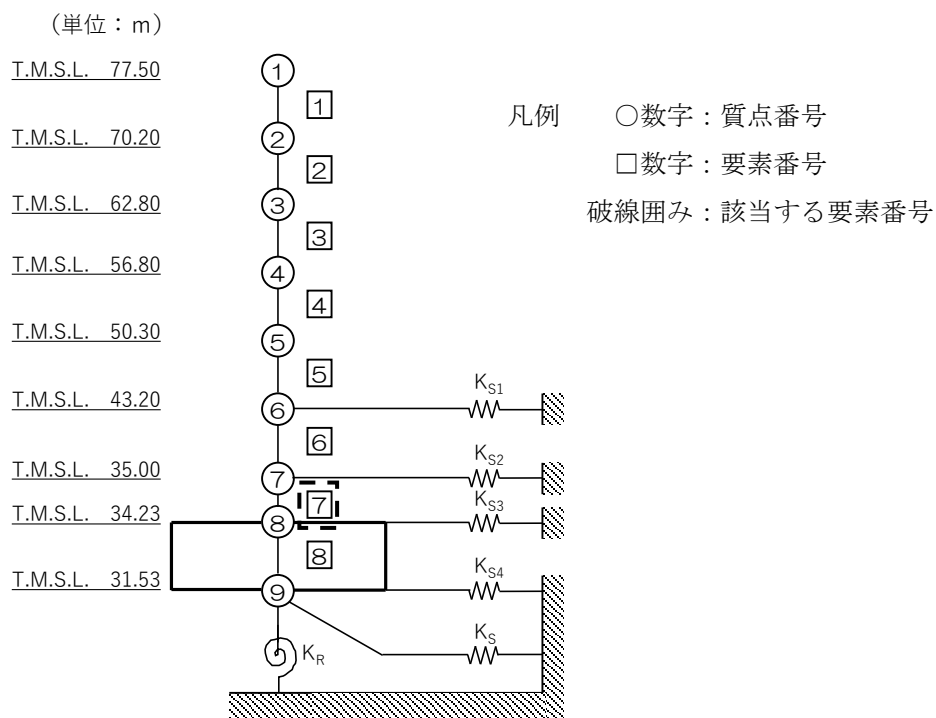 （単位：m）
T.M.S.L. 77.50
①
1
T.M.S.L. 70.20
②
2
T.M.S.L. 62.80
③
3
T.M.S.L. 56.80
④
4
T.M.S.L. 50.30
⑤
5
T.M.S.L. 43.20
⑥
KS1
6
T.M.S.L. 35.00
⑦
KS2
7
T.M.S.L. 34.23
⑧
KS3
8
T.M.S.L. 31.53
⑨
KS4
KR
KS
凡例 ○数字：質点番号
□数字：要素番号
破線囲み：該当する要素番号